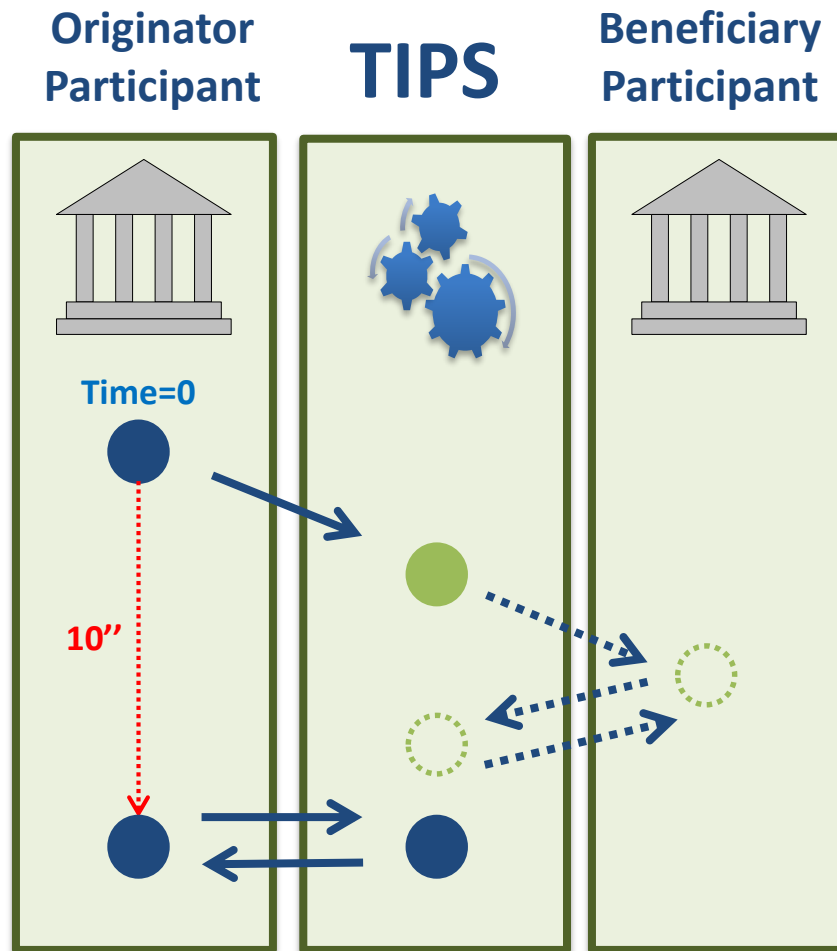 Originator
Participant
TIPS
Beneficiary
Participant
Time=0
10’’